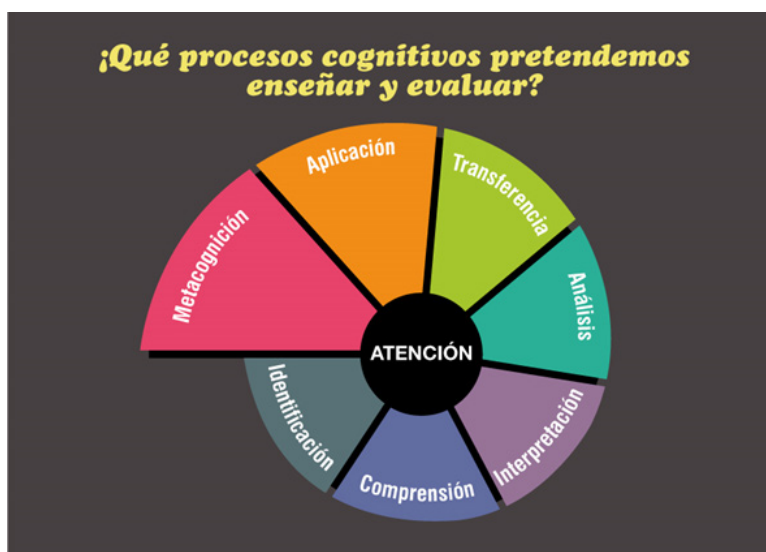 ¡Qué procesos cognitivos pretendemos
enseñar y evaluar?
Aplicación
Transferencia
Metacognición
Análisis
ATENCIÓN
Identificación
Interpretación
Comprensión